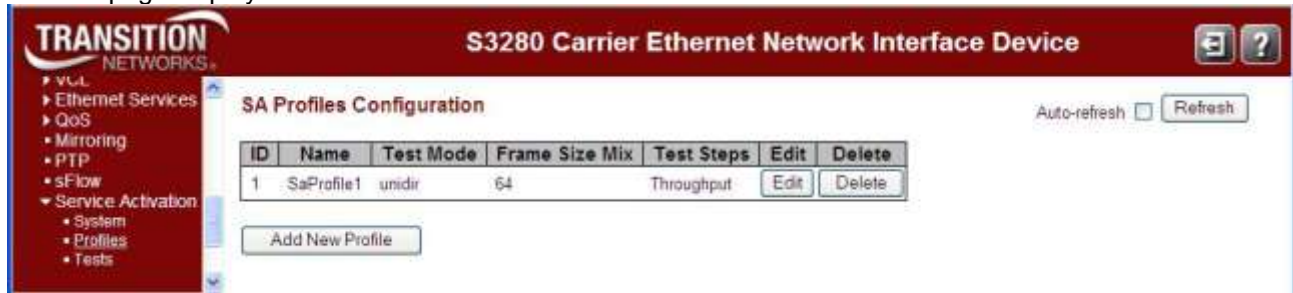 TRANSITION
NETWORKS.
S3280 Carrier Ethernet Network Interface Device
?
VCL
Ethernet Services
QoS
Mirroring
PTP
sFlow
Service Activation
System
Profiles
Tests
SA Profiles Configuration
Auto-refresh Refresh
ID Name Test Mode Frame Size Mix Test Steps Edit Delete
1 SaProfile1 unidir 64 Throughput Edit Delete
Add New Profile